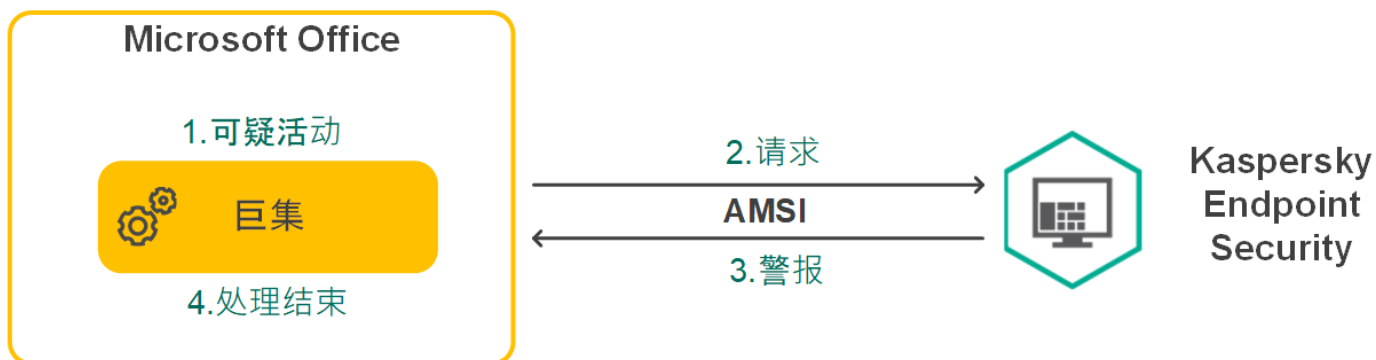 Microsoft Office
1.可疑活动
巨集
4.处理结束
2.请求
AMSI
3.警报
Kaspersky
Endpoint
Security